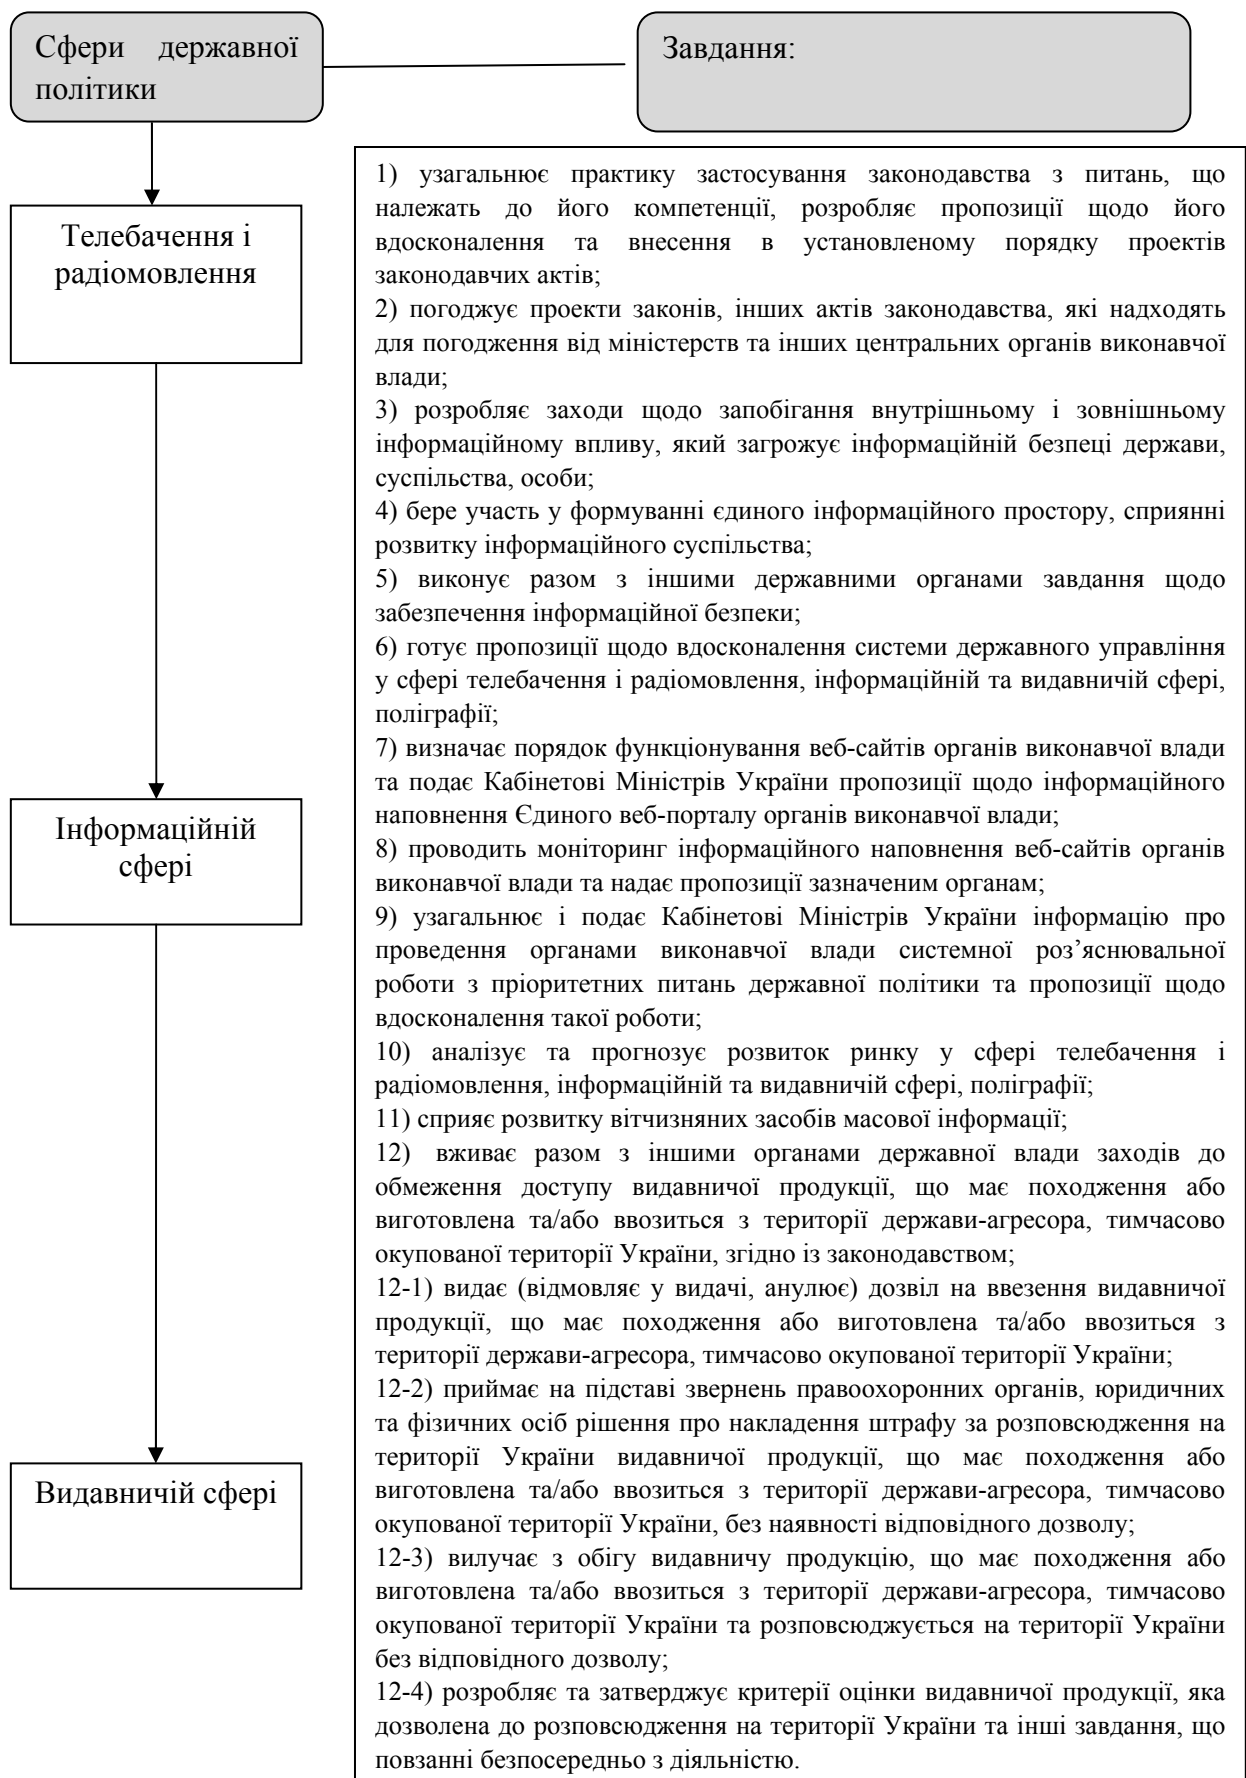 Сфери державної
політики
Завдання:
Телебачення і
радіомовлення
Інформаційній
сфері
Видавничій сфері
1) узагальнює практику застосування законодавства з питань, що
належать до його компетенції, розробляє пропозиції щодо його
вдосконалення та внесення в установленому порядку проектів
законодавчих актів;
2) погоджує проекти законів, інших актів законодавства, які надходять
для погодження від міністерств та інших центральних органів виконавчої
влади;
3) розробляє заходи щодо запобігання внутрішньому і зовнішньому
інформаційному впливу, який загрожує інформаційній безпеці держави,
суспільства, особи;
4) бере участь у формуванні єдиного інформаційного простору, сприянні
розвитку інформаційного суспільства;
5) виконує разом з іншими державними органами завдання щодо
забезпечення інформаційної безпеки;
6) готує пропозиції щодо вдосконалення системи державного управління
у сфері телебачення і радіомовлення, інформаційній та видавничій сфері,
поліграфії;
7) визначає порядок функціонування веб-сайтів органів виконавчої влади
та подає Кабінетові Міністрів України пропозиції щодо інформаційного
наповнення Єдиного веб-порталу органів виконавчої влади;
8) проводить моніторинг інформаційного наповнення веб-сайтів органів
виконавчої влади та надає пропозиції зазначеним органам;
9) узагальнює і подає Кабінетові Міністрів України інформацію про
проведення органами виконавчої влади системної роз’яснювальної
роботи з пріоритетних питань державної політики та пропозиції щодо
вдосконалення такої роботи;
10) аналізує та прогнозує розвиток ринку у сфері телебачення і
радіомовлення, інформаційній та видавничій сфері, поліграфії;
11) сприяє розвитку вітчизняних засобів масової інформації;
12) вживає разом з іншими органами державної влади заходів до
обмеження доступу видавничої продукції, що має походження або
виготовлена та/або ввозиться з території держави-агресора, тимчасово
окупованої території України, згідно із законодавством;
12-1) видає (відмовляє у видачі, анулює) дозвіл на ввезення видавничої
продукції, що має походження або виготовлена та/або ввозиться з
території держави-агресора, тимчасово окупованої території України;
12-2) приймає на підставі звернень правоохоронних органів, юридичних
та фізичних осіб рішення про накладення штрафу за розповсюдження на
території України видавничої продукції, що має походження або
виготовлена та/або ввозиться з території держави-агресора, тимчасово
окупованої території України, без наявності відповідного дозволу;
12-3) вилучає з обігу видавничу продукцію, що має походження або
виготовлена та/або ввозиться з території держави-агресора, тимчасово
окупованої території України та розповсюджується на території України
без відповідного дозволу;
12-4) розробляє та затверджує критерії оцінки видавничої продукції, яка
дозволена до розповсюдження на території України та інші завдання, що
повзанні безпосередньо з діяльністю.